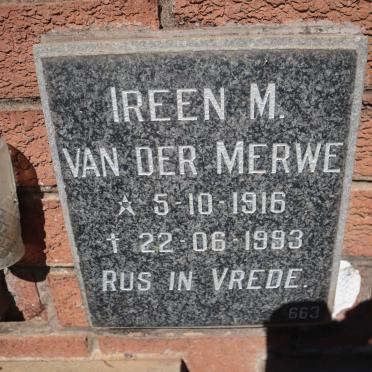 IREEN M.
VAN DER MERWE
☆ 5-10-1916
† 22-06-1993
RUS IN VREDE.
663